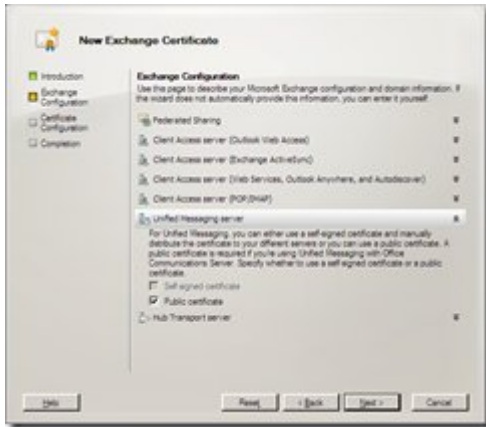 New Exchange Certificate
Introduction
Exchange
Configuration
Certificate
Configuration
Completion
Exchange Configuration
Use this page to describe your Microsoft Exchange configuration and domain information. If
the wizard does not automatically provide this information, you can enter it yourself.
Federated Sharing
Client Access server (Outlook Web Access)
Client Access server (Exchange ActiveSync)
Client Access server (Web Services, Outlook Anywhere, and Autodiscover)
Client Access server (POP/IMAP)
Unified Messaging server
For Unified Messaging, you can either use a self-signed certificate and manually
distribute the certificate to your different servers or you can use a public certificate. A
public certificate is required if you're using Unified Messaging with Office
Communications Server. Specify whether to use a self signed certificate or a public
certificate.
Self-signed certificate
Public certificate
Hub Transport server
Help
Reset
< Back
Next >
Cancel